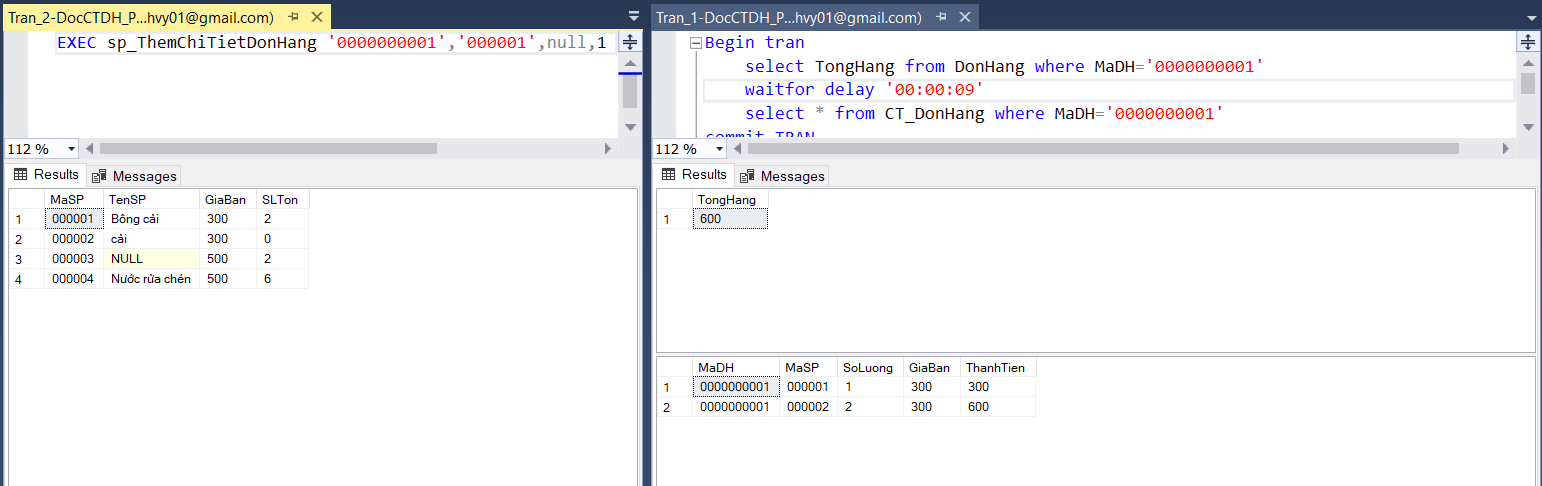 Tran_2-DocCTDH_P...hvy01@gmail.com)
EXEC sp_ThemChiTietDonHang '0000000001','000001',null,1
112 %
Results Messages
MaSP TenSP GiaBan SLTon
1 000001 Bông cải 300 2
2 000002 cải 300 0
3 000003 NULL 500 2
4 000004 Nước rửa chén 500 6
Tran_1-DocCTDH_P...hvy01@gmail.com)
Begin tran
select TongHang from DonHang where MaDH='0000000001'
waitfor delay '00:00:09'
select * from CT_DonHang where MaDH='0000000001'
commit TRAN
112 %
Results Messages
TongHang
1 600
MaDH MaSP SoLuong GiaBan ThanhTien
1 0000000001 000001 1 300 300
2 0000000001 000002 2 300 600